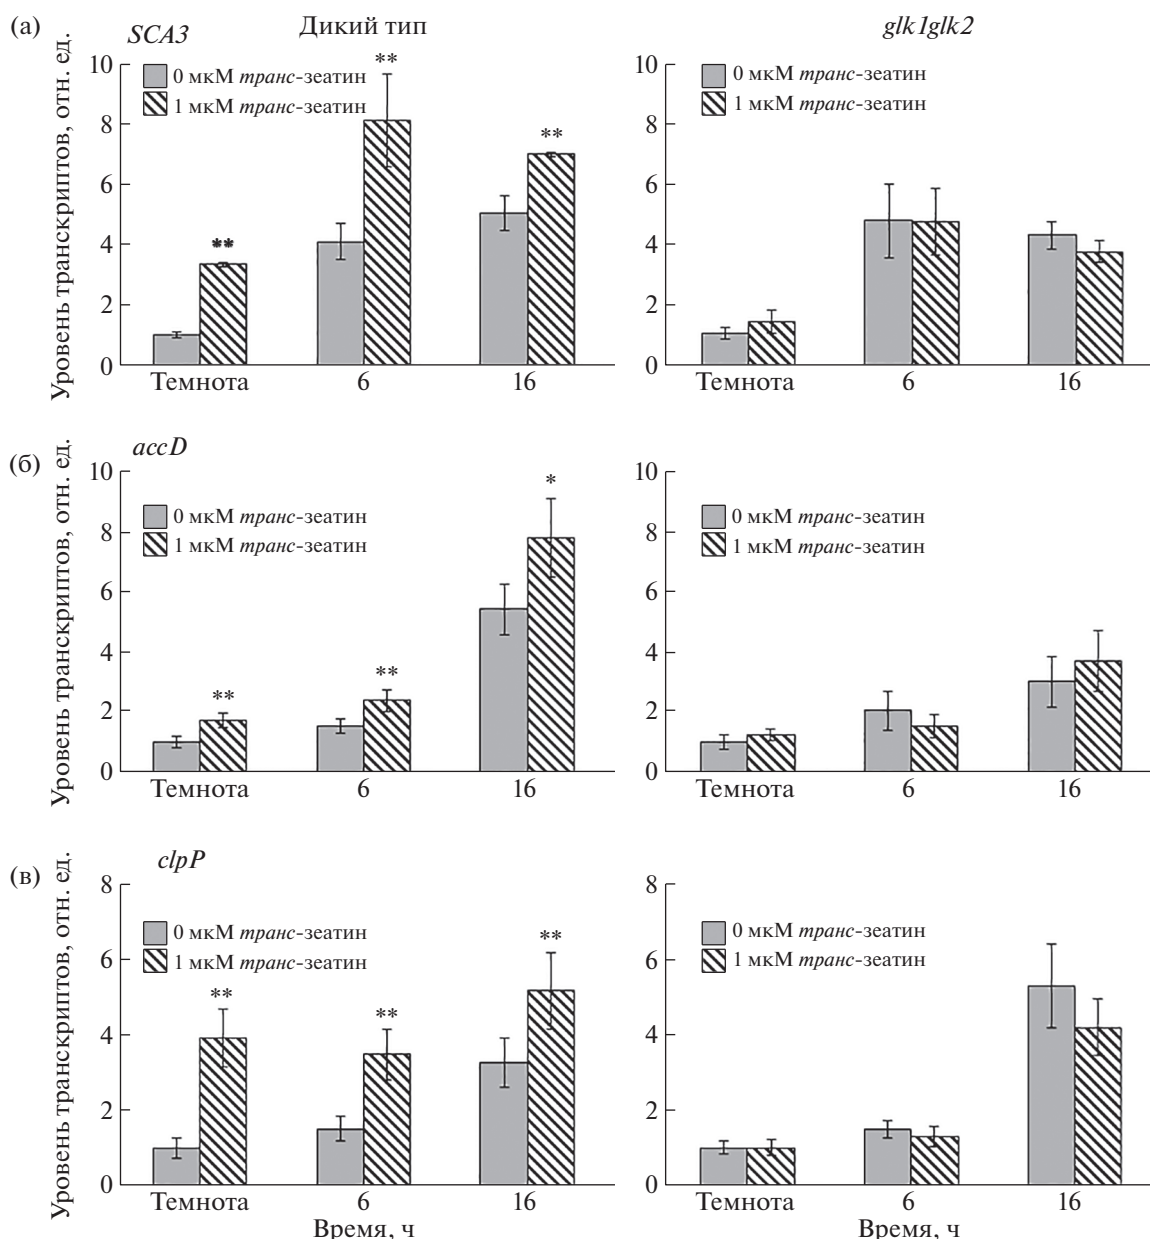 (а)
SCA3
Дикий тип
glk1glk2
Уровень транскриптов, отн. ед.
10
8
6
4
2
0
0 мкМ транс-зеатин
1 мкМ транс-зеатин
**
**
**
Темнота
6
16
10
8
6
4
2
0
0 мкМ транс-зеатин
1 мкМ транс-зеатин
Темнота
6
16
(б)
accD
Уровень транскриптов, отн. ед.
10
8
6
4
2
0
0 мкМ транс-зеатин
1 мкМ транс-зеатин
**
**
*
Темнота
6
16
10
8
6
4
2
0
0 мкМ транс-зеатин
1 мкМ транс-зеатин
Темнота
6
16
(в)
clpP
Уровень транскриптов, отн. ед.
8
6
4
2
0
0 мкМ транс-зеатин
1 мкМ транс-зеатин
**
**
**
Темнота
6
16
Время, ч
8
6
4
2
0
0 мкМ транс-зеатин
1 мкМ транс-зеатин
Темнота
6
16
Время, ч